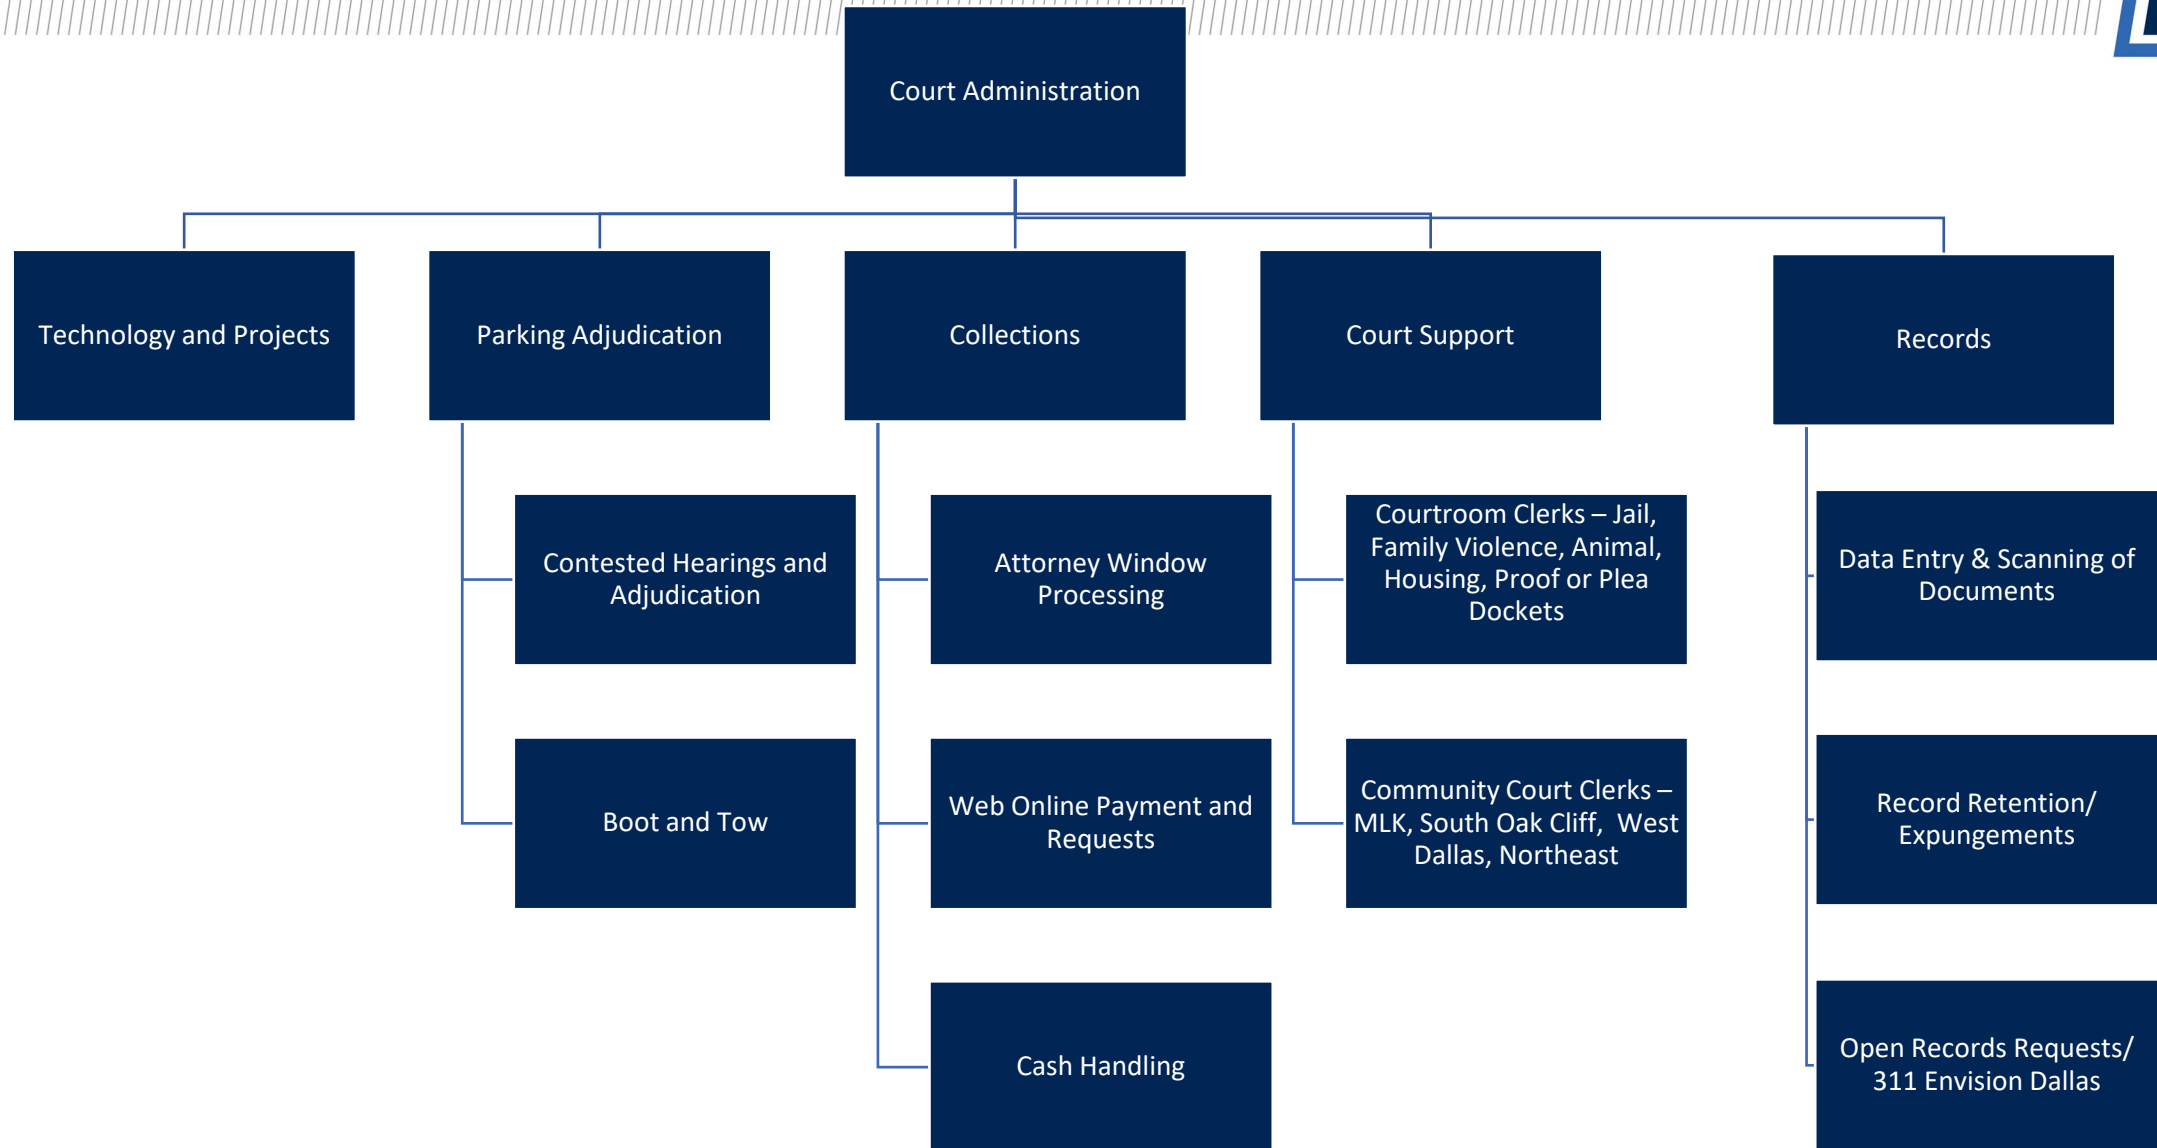 Court Administration
Technology and Projects
Parking Adjudication
Collections
Court Support
Records
Contested Hearings and
Adjudication
Boot and Tow
Attorney Window
Processing
Web Online Payment and
Requests
Cash Handling
Courtroom Clerks – Jail,
Family Violence, Animal,
Housing, Proof or Plea
Dockets
Community Court Clerks –
MLK, South Oak Cliff, West
Dallas, Northeast
Data Entry & Scanning of
Documents
Record Retention/
Expungements
Open Records Requests/
311 Envision Dallas